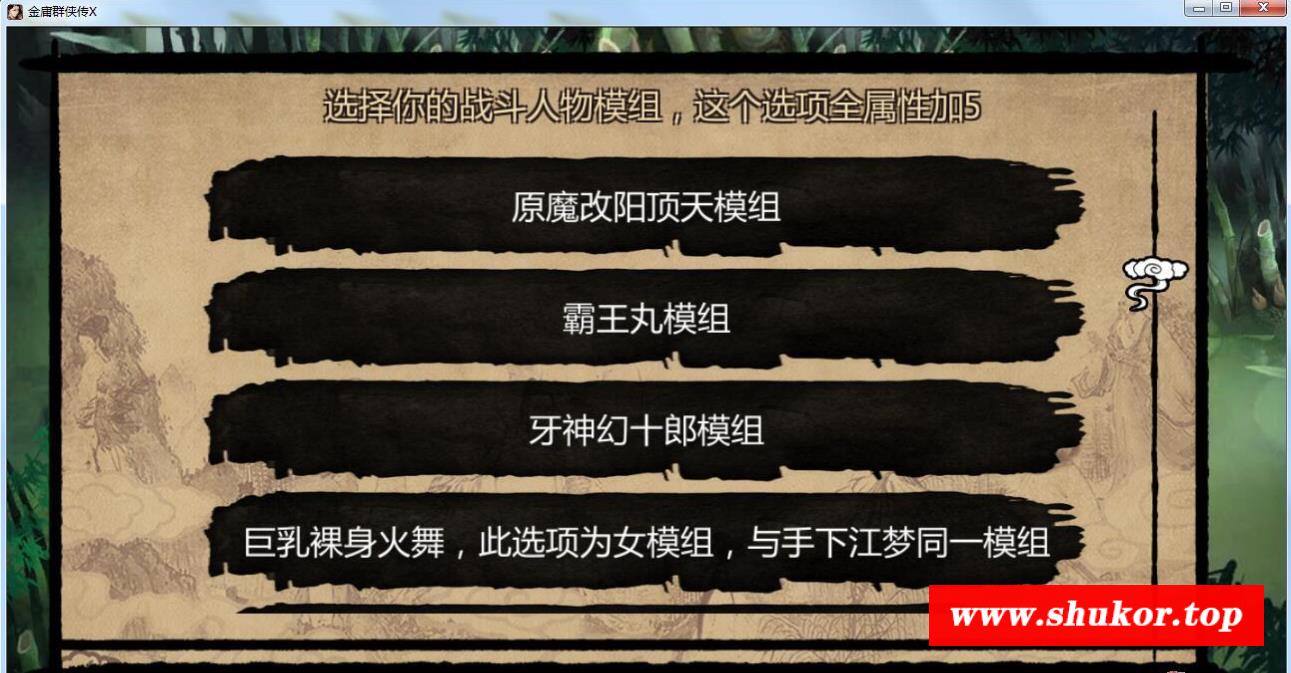 金庸群侠传X
选择你的战斗人物模组，这个选项全属性加5
原魔改阳顶天模组
霸王丸模组
牙神幻十郎模组
巨乳裸身火舞，此选项为女模组，与手下江梦同一模组
www.shukor.top